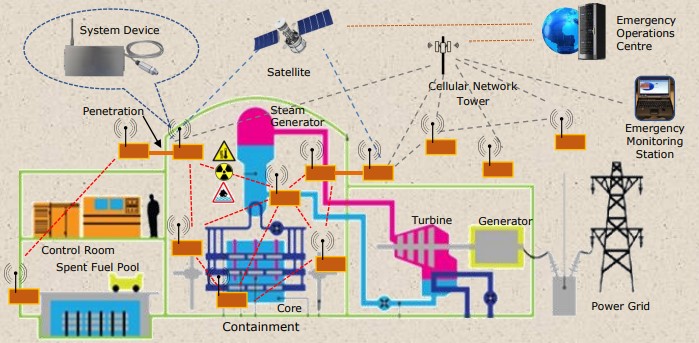 System Device
Satellite
Emergency
Operations
Centre
Cellular Network
Tower
Emergency
Monitoring
Station
Penetration
Steam
Generator
Control Room
Spent Fuel Pool
Turbine
Generator
Power Grid
Core
Containment